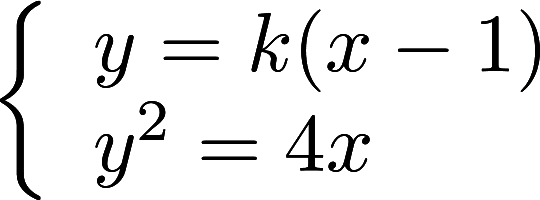 y = k(x − 1)
y² = 4x